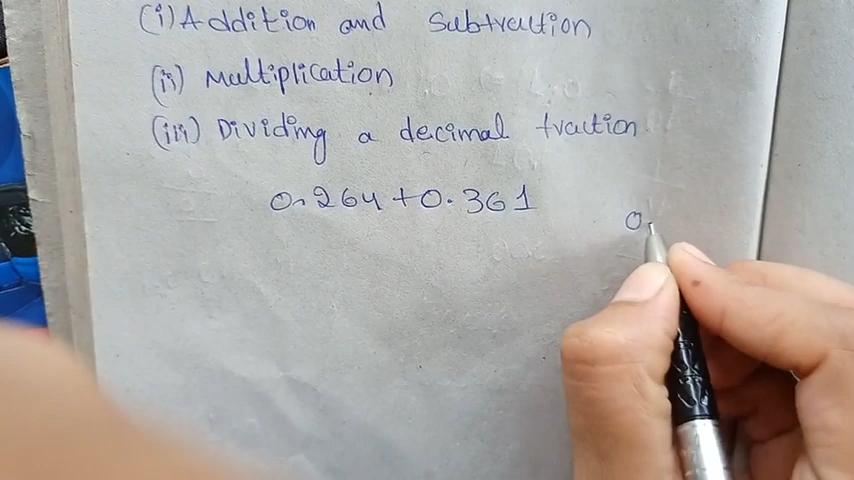 (i) Addition and Subtraction
(ii) Multiplication
(iii) Dividing a decimal fraction
0.264 + 0.361
0.